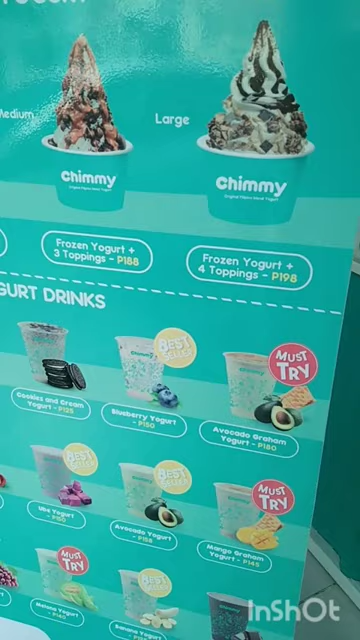 Medium
Large
Chimmy
Chimmy
Frozen Yogurt +
3 Toppings - P188
Frozen Yogurt +
4 Toppings - P198
GURT DRINKS
BEST
SELLER
MUST
TRY
Cookies and Cream
Yogurt - P125
Blueberry Yogurt
- P150
Avocado Graham
Yogurt - P180
BEST
SELLER
BEST
SELLER
MUST
TRY
Ube Yogurt
Avocado Yogurt
Mango Graham
Yogurt - P145
MUST
TRY
BEST
SELLER
Melona Yogurt
Banana Yogurt
InShOt